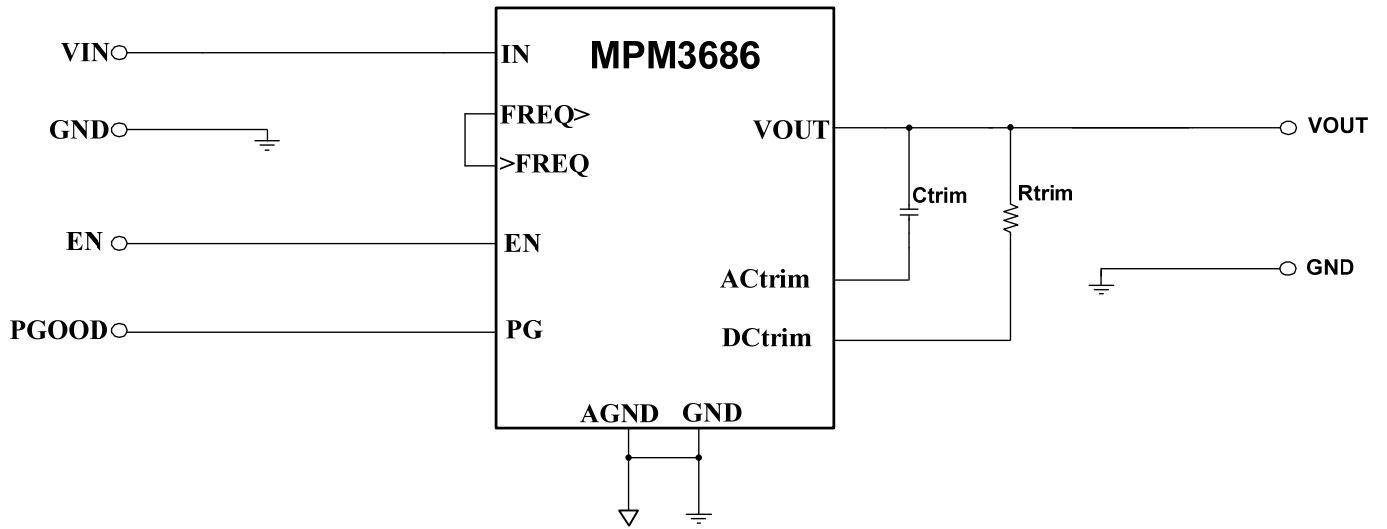 MPM3686
VIN
IN
GND
FREQ>
>FREQ
VOUT
VOUT
Ctrim
Rtrim
EN
EN
ACtrim
GND
PGOOD
PG
DCtrim
AGND
GND